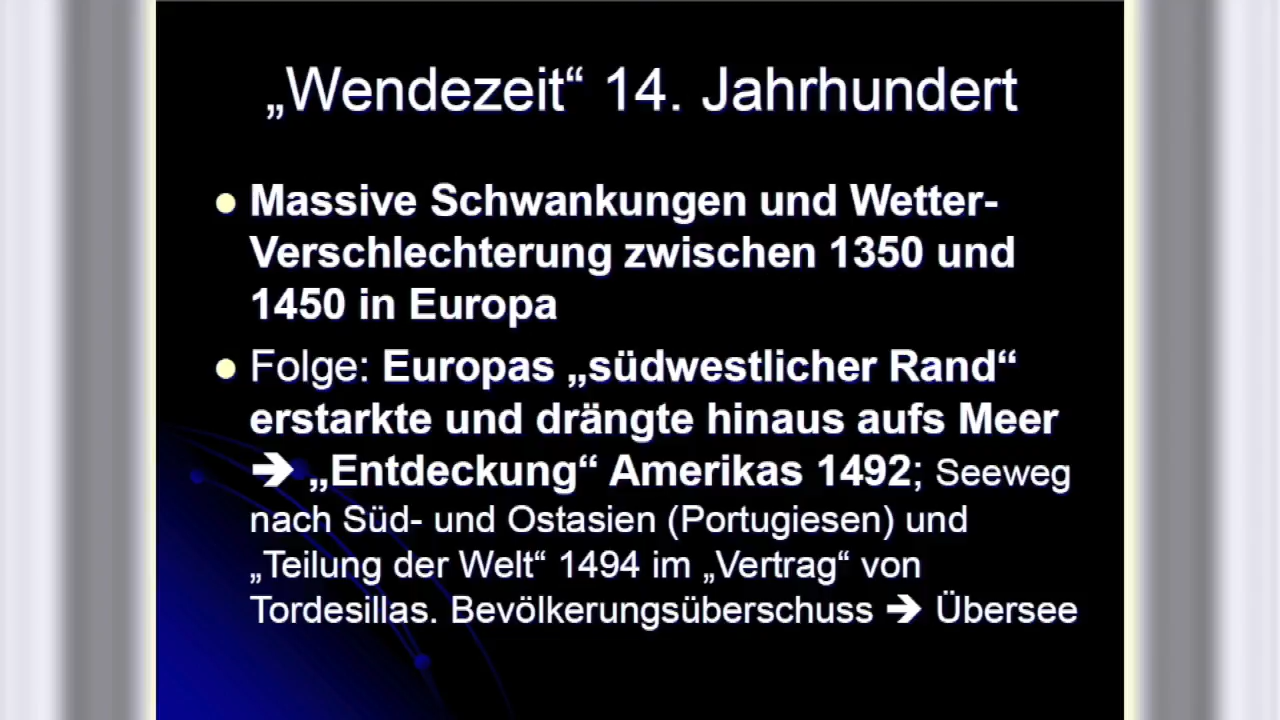 „Wendezeit“ 14. Jahrhundert
Massive Schwankungen und Wetter-
Verschlechterung zwischen 1350 und
1450 in Europa
Folge: Europas „südwestlicher Rand“
erstarkte und drängte hinaus aufs Meer
➔ „Entdeckung“ Amerikas 1492; Seeweg
nach Süd- und Ostasien (Portugiesen) und
„Teilung der Welt“ 1494 im „Vertrag“ von
Tordesillas. Bevölkerungsüberschuss ➔ Übersee